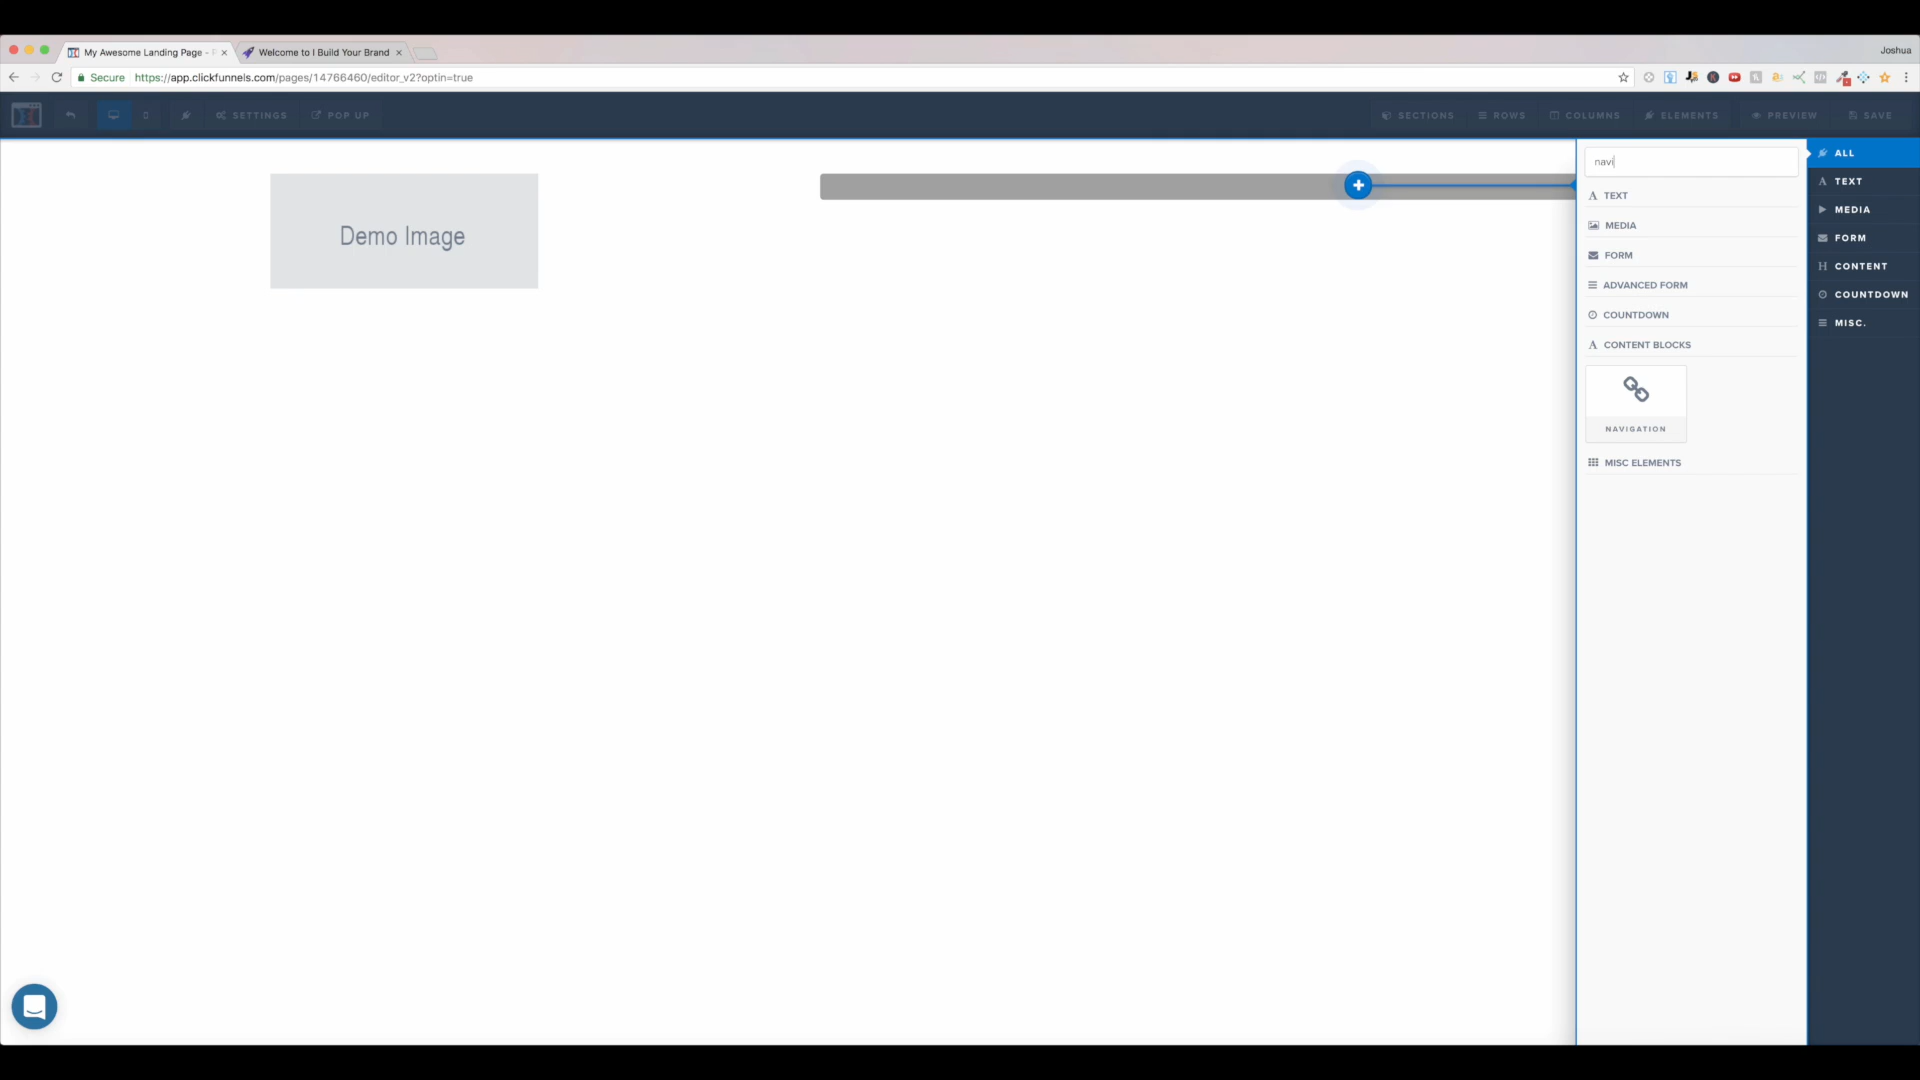 My Awesome Landing Page -
Welcome to I Build Your Brand
Joshua
Secure
https://app.clickfunnels.com/pages/14766460/editor_v2?optin=true
SETTINGS
POP UP
SECTIONS
ROWS
COLUMNS
ELEMENTS
PREVIEW
SAVE
Demo Image
navi
TEXT
MEDIA
FORM
ADVANCED FORM
COUNTDOWN
CONTENT BLOCKS
NAVIGATION
MISC ELEMENTS
ALL
TEXT
MEDIA
FORM
CONTENT
COUNTDOWN
MISC.